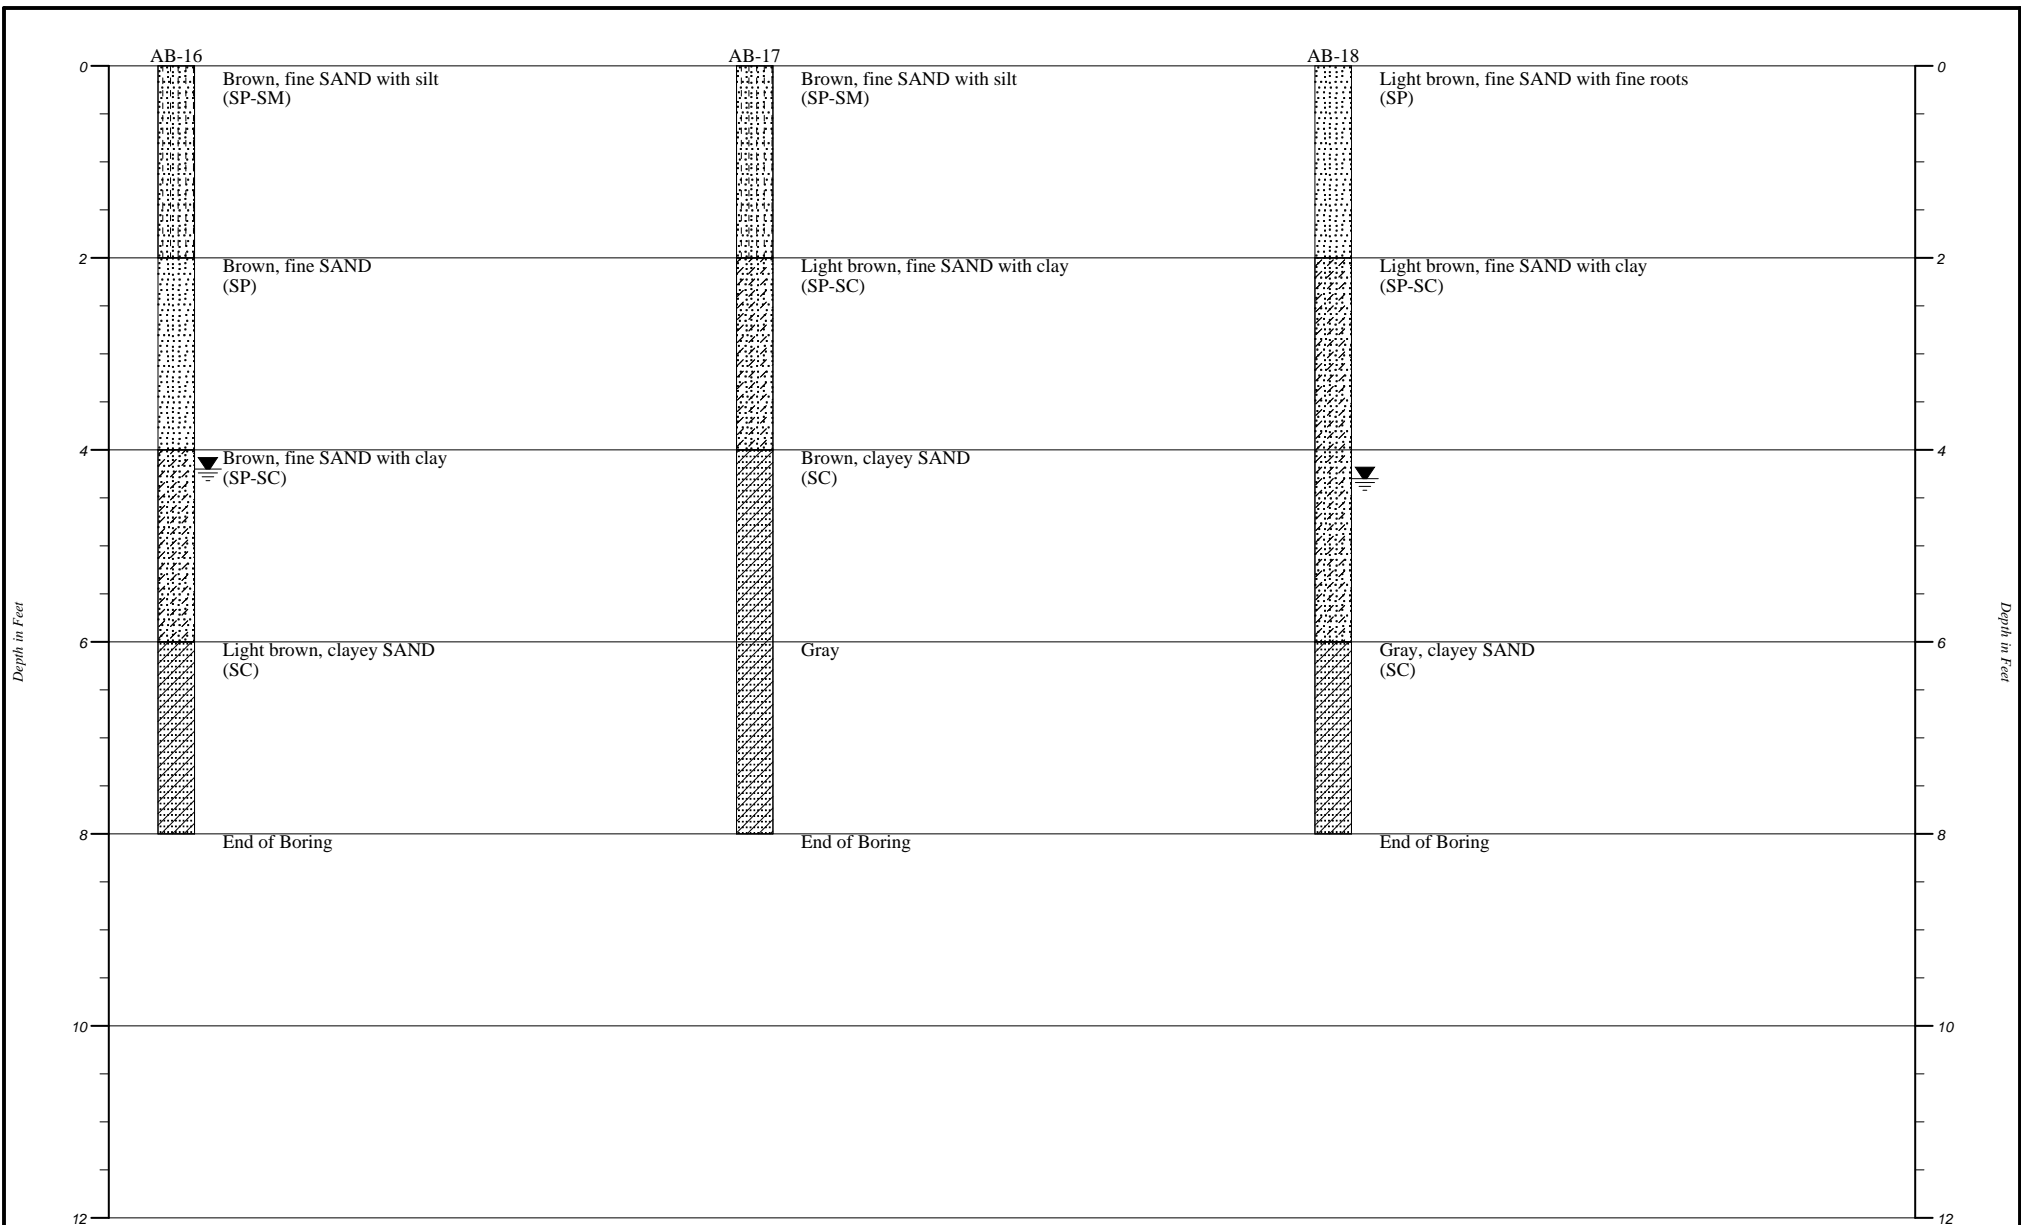 AB-16
AB-17
AB-18
0
0
Brown, fine SAND with silt
(SP-SM)
Brown, fine SAND with silt
(SP-SM)
Light brown, fine SAND with fine roots
(SP)
2
2
Brown, fine SAND
(SP)
Light brown, fine SAND with clay
(SP-SC)
Light brown, fine SAND with clay
(SP-SC)
4
4
Brown, fine SAND with clay
(SP-SC)
Brown, clayey SAND
(SC)
Depth in Feet
Depth in Feet
6
6
Light brown, clayey SAND
(SC)
Gray
Gray, clayey SAND
(SC)
8
8
End of Boring
End of Boring
End of Boring
10
10
12
12